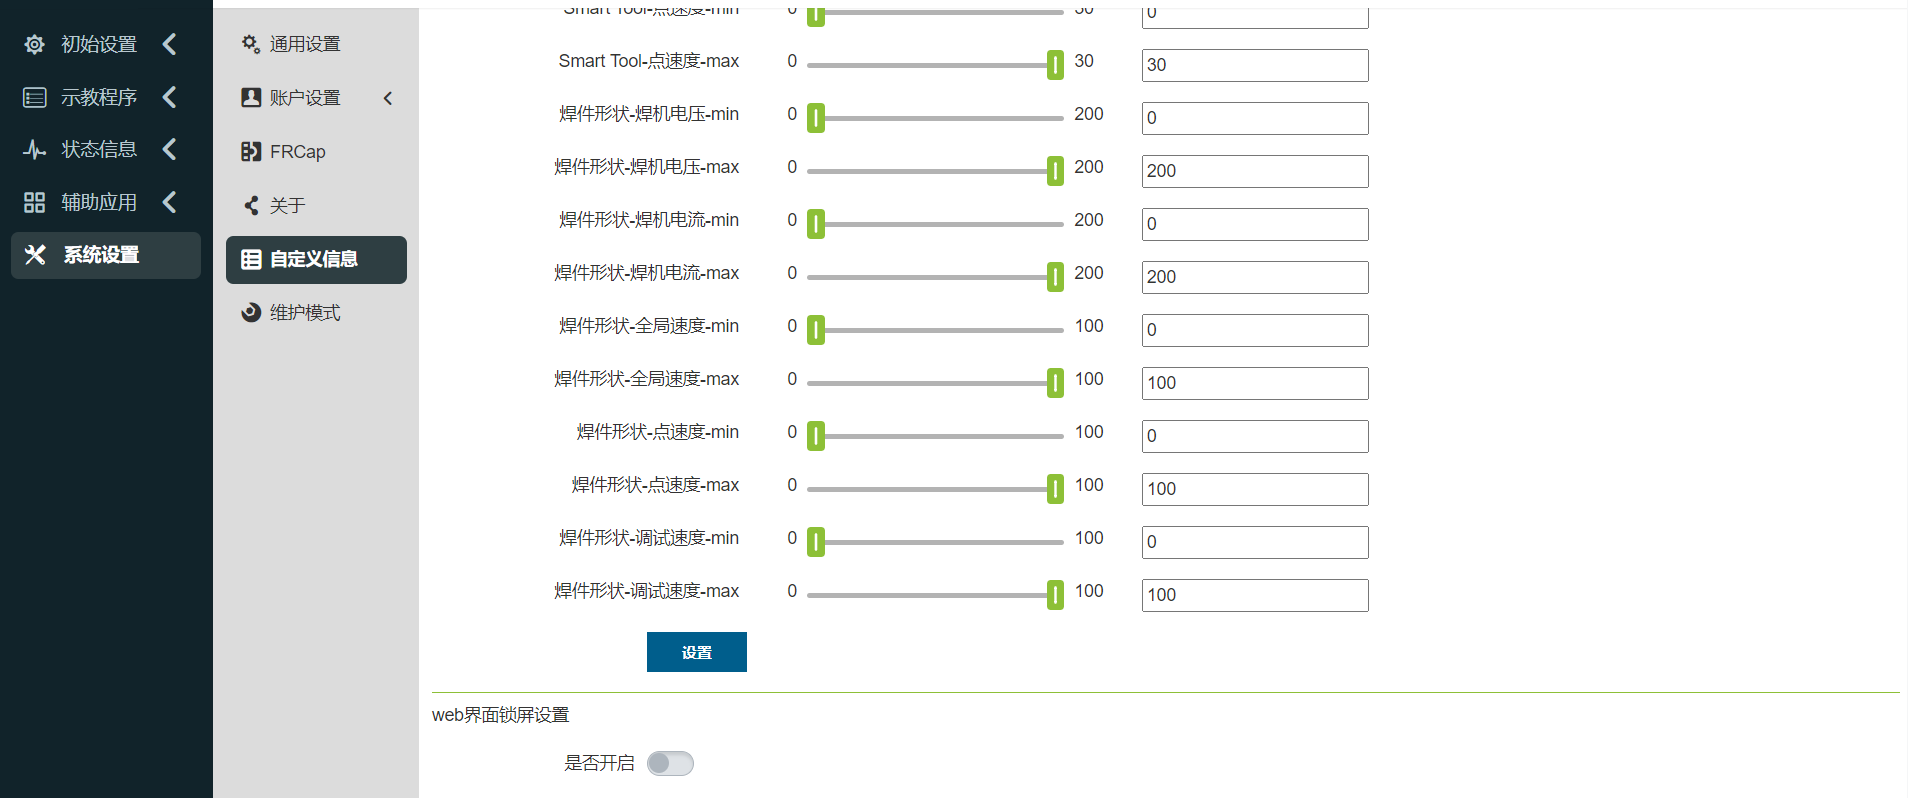 初始设置
示教程序
状态信息
辅助应用
系统设置
通用设置
账户设置
FRCap
关于
自定义信息
维护模式
Smart Tool-点速度-min 0 30 0
Smart Tool-点速度-max 0 30 30
焊件形状-焊机电压-min 0 200 0
焊件形状-焊机电压-max 0 200 200
焊件形状-焊机电流-min 0 200 0
焊件形状-焊机电流-max 0 200 200
焊件形状-全局速度-min 0 100 0
焊件形状-全局速度-max 0 100 100
焊件形状-点速度-min 0 100 0
焊件形状-点速度-max 0 100 100
焊件形状-调试速度-min 0 100 0
焊件形状-调试速度-max 0 100 100
设置
web界面锁屏设置
是否开启